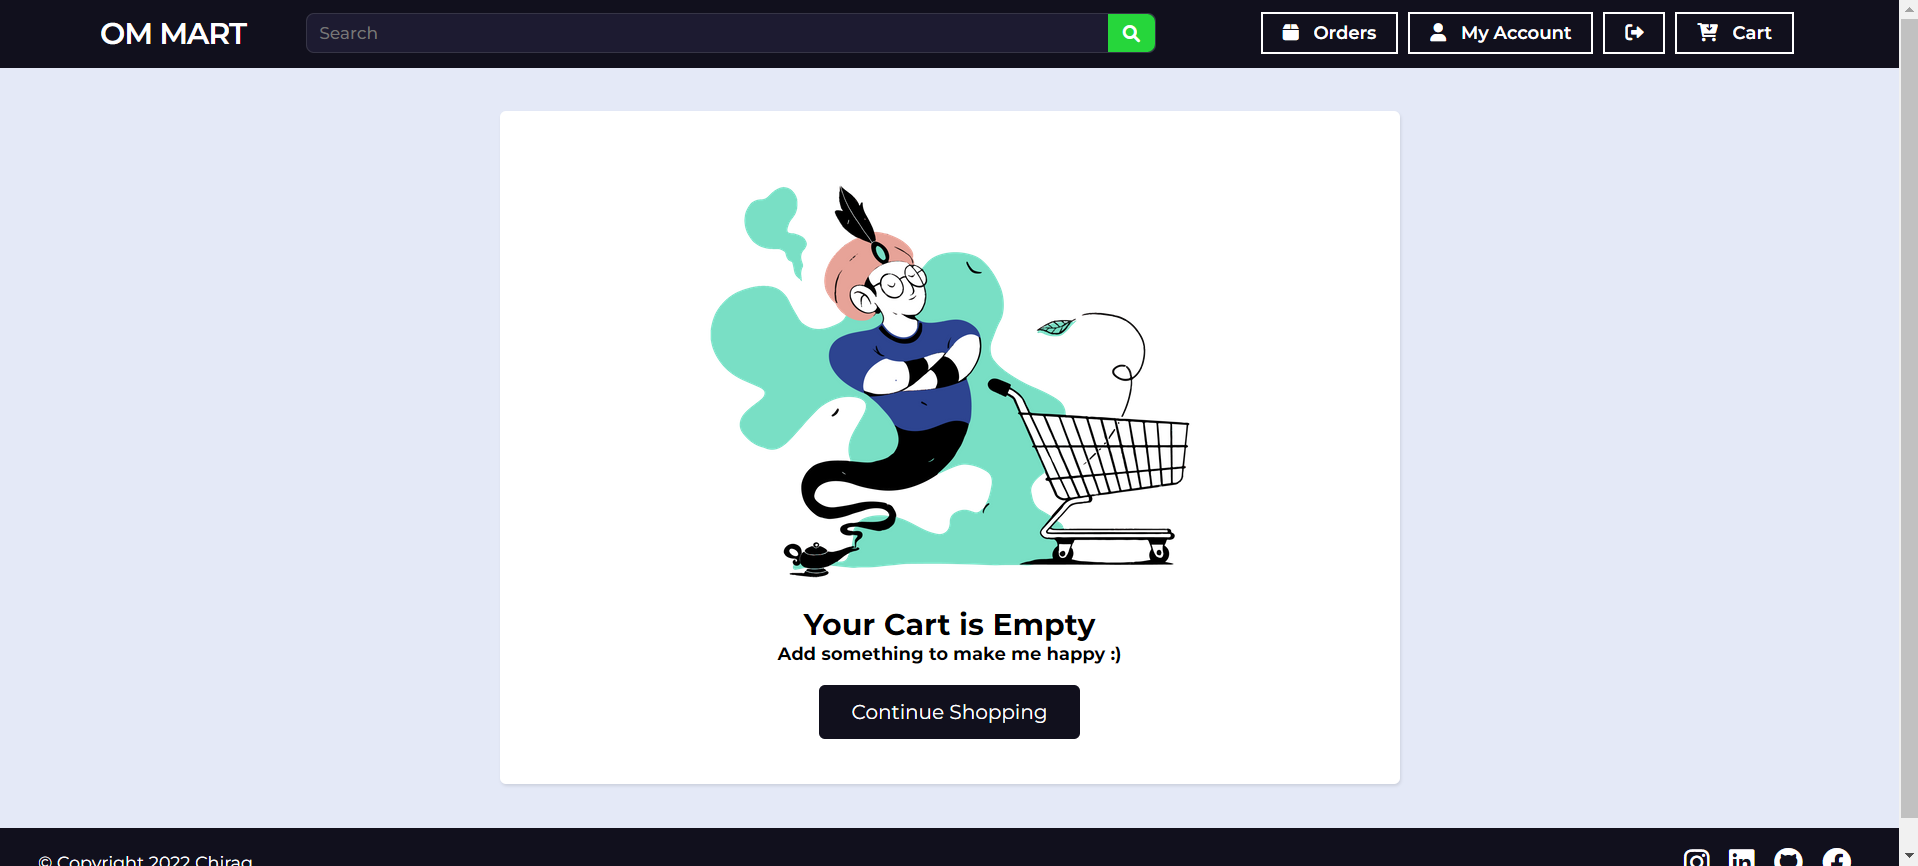 OM MART
Search
Orders
My Account
Cart
Your Cart is Empty
Add something to make me happy :)
Continue Shopping
© Copyright 2022 Chirag